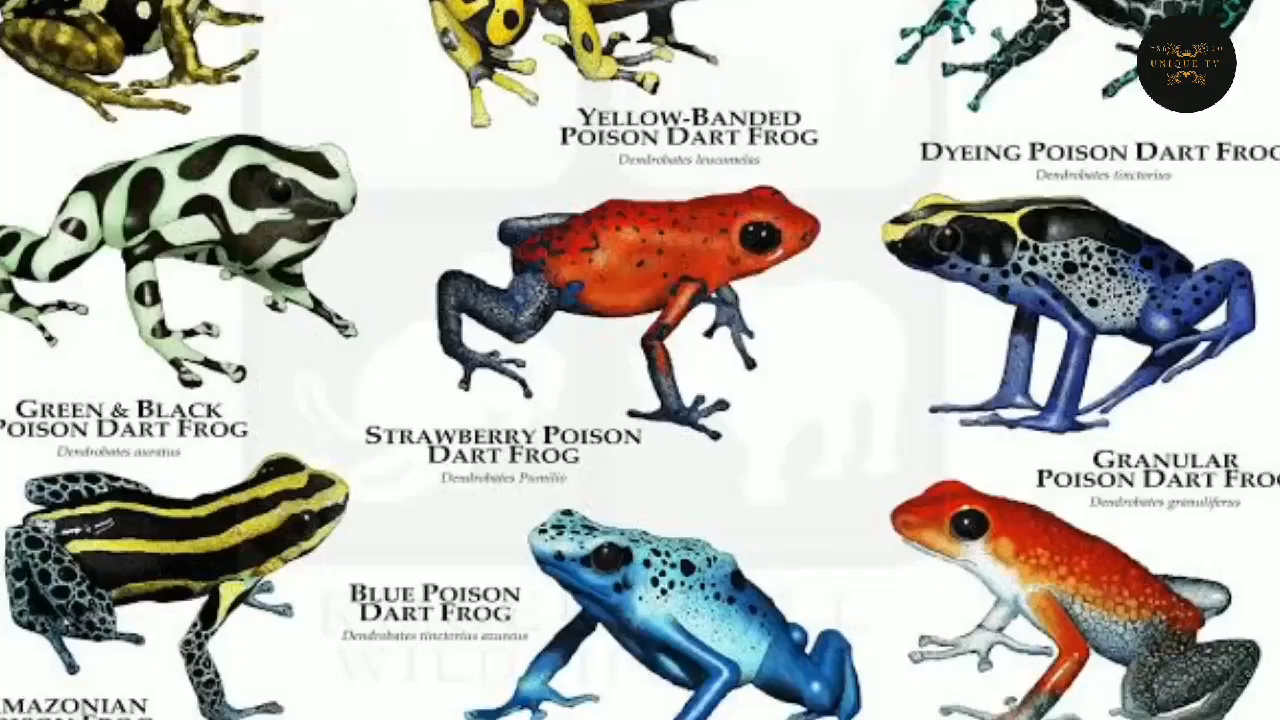 UNIQUE TV
YELLOW-BANDED
POISON DART FROG
Dendrobates leucomelas
DYEING POISON DART FROG
Dendrobates tinctorius
GREEN & BLACK
POISON DART FROG
Dendrobates auratus
STRAWBERRY POISON
DART FROG
Dendrobates Pumilio
GRANULAR
POISON DART FROG
Dendrobates granuliferus
BLUE POISON
DART FROG
Dendrobates tinctorius azureus
MAZONIAN